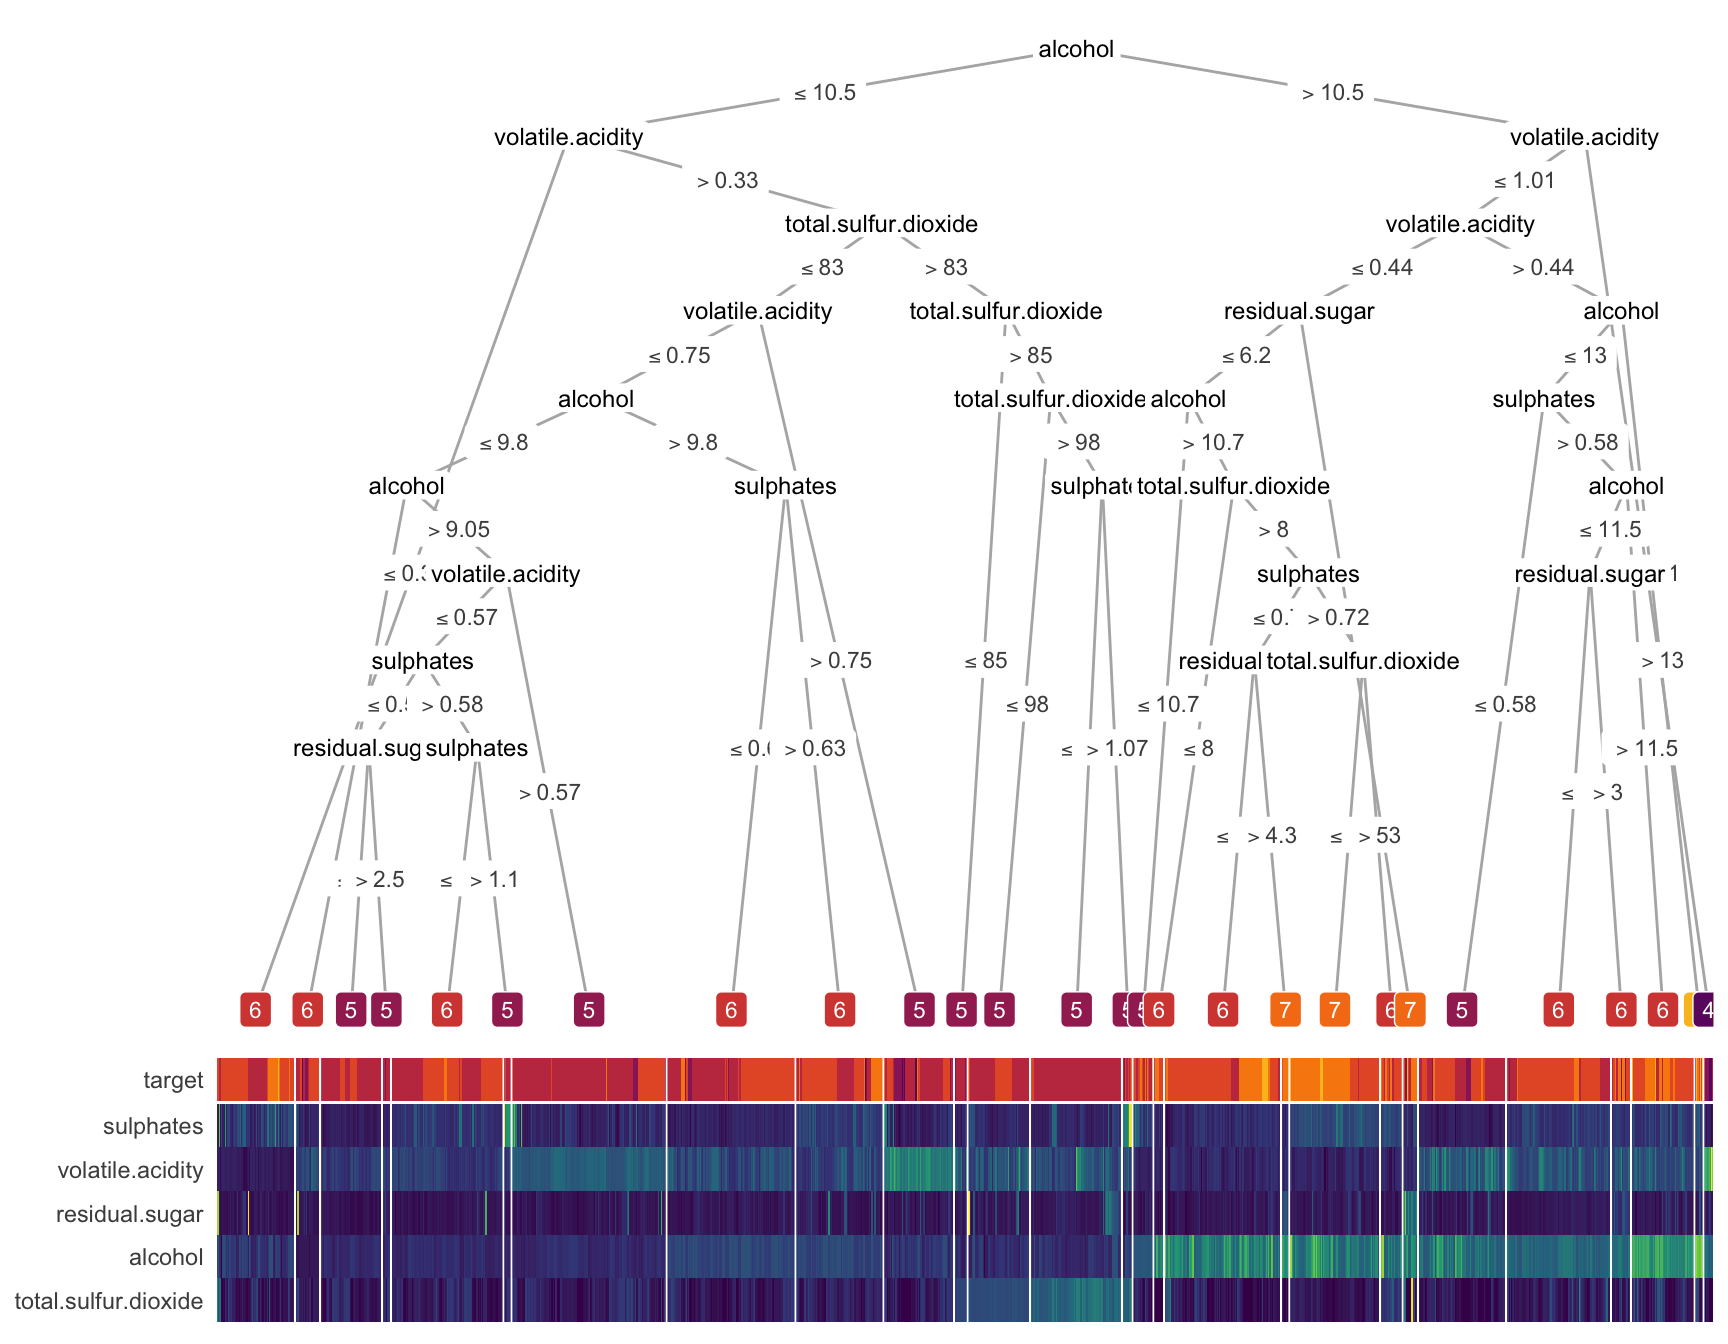 alcohol
≤ 10.5 > 10.5
volatile.acidity volatile.acidity
> 0.33 ≤ 1.01
total.sulfur.dioxide volatile.acidity
≤ 83 > 83 ≤ 0.44 > 0.44
volatile.acidity total.sulfur.dioxide residual.sugar alcohol
≤ 0.75 > 85 ≤ 6.2 ≤ 13
alcohol total.sulfur.dioxide alcohol sulphates
≤ 9.8 > 9.8 > 98 > 10.7 > 0.58
alcohol sulphates sulphat total.sulfur.dioxide alcohol
> 9.05 > 8 ≤ 11.5
≤ 0. volatile.acidity sulphates residual.sugar 1
≤ 0.57 ≤ 0. > 0.72
sulphates > 0.75 ≤ 85 residual total.sulfur.dioxide > 13
≤ 0. > 0.58 ≤ 98 ≤ 10.7 ≤ 0.58
residual.sug sulphates ≤ 0. > 0.63 ≤ > 1.07 ≤ 8 > 11.5
> 0.57 ≤ > 3
≤ > 4.3 ≤ > 53
> 2.5 ≤ > 1.1
6 6 5 5 6 5 5 6 6 5 5 5 5 5 5 6 6 7 7 6 7 5 6 6 6 4
target
sulphates
volatile.acidity
residual.sugar
alcohol
total.sulfur.dioxide